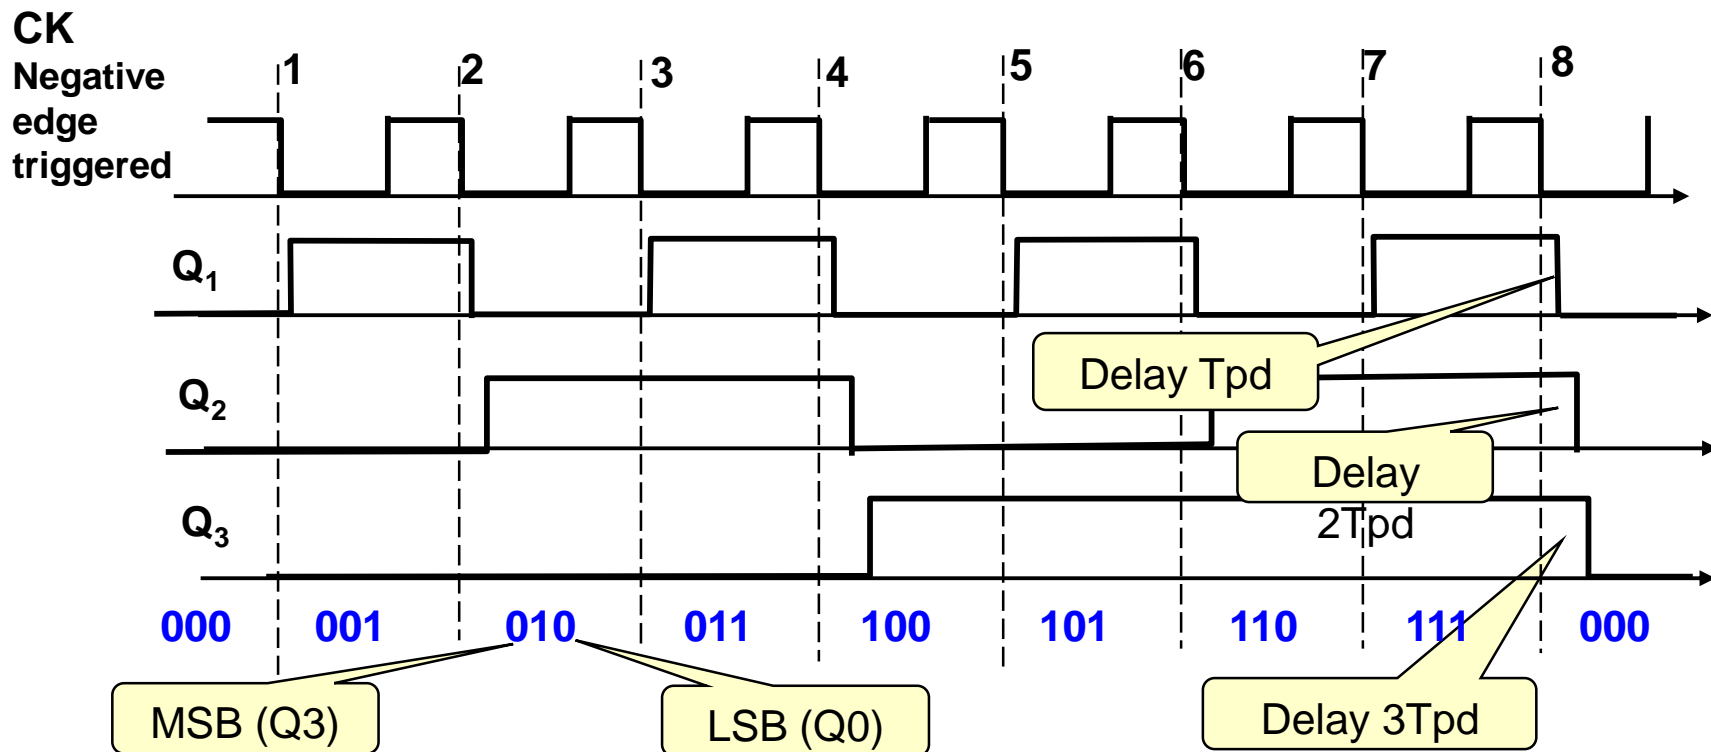 CK
Negative
edge
triggered
1 2 3 4 5 6 7 8
Q1
Delay Tpd
Q2
Delay
2Tpd
Q3
000 001 010 011 100 101 110 111 000
MSB (Q3) LSB (Q0) Delay 3Tpd